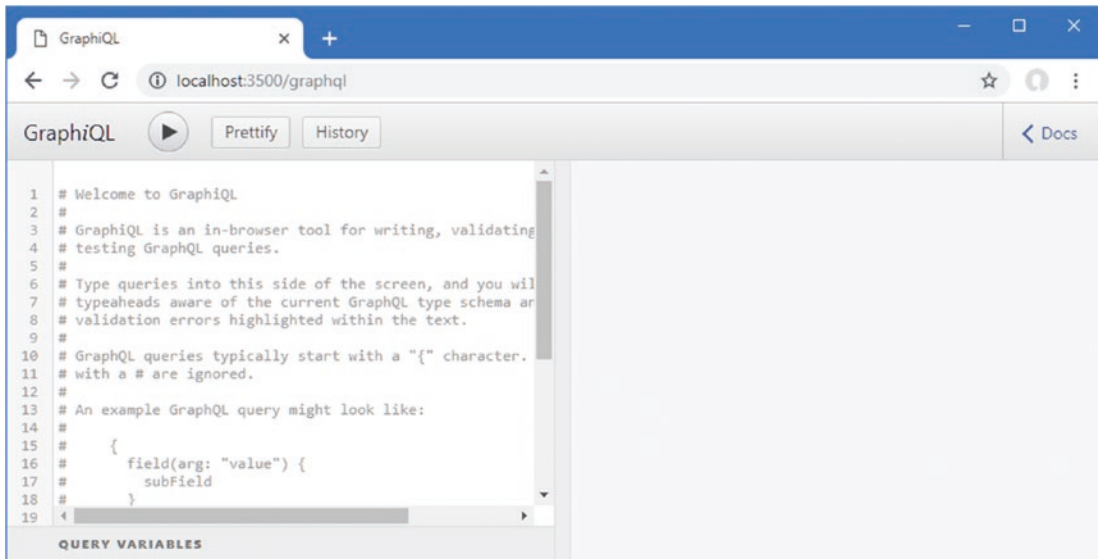 GraphiQL
localhost:3500/graphql
GraphiQL
Prettify
History
Docs
1 # Welcome to GraphiQL
2 #
3 # GraphiQL is an in-browser tool for writing, validating
4 # testing GraphQL queries.
5 #
6 # Type queries into this side of the screen, and you wil
7 # typeaheads aware of the current GraphQL type schema an
8 # validation errors highlighted within the text.
9 #
10 # GraphQL queries typically start with a "{" character.
11 # with a # are ignored.
12 #
13 # An example GraphQL query might look like:
14 #
15 #     {
16 #       field(arg: "value") {
17 #         subField
18 #       }
19
QUERY VARIABLES